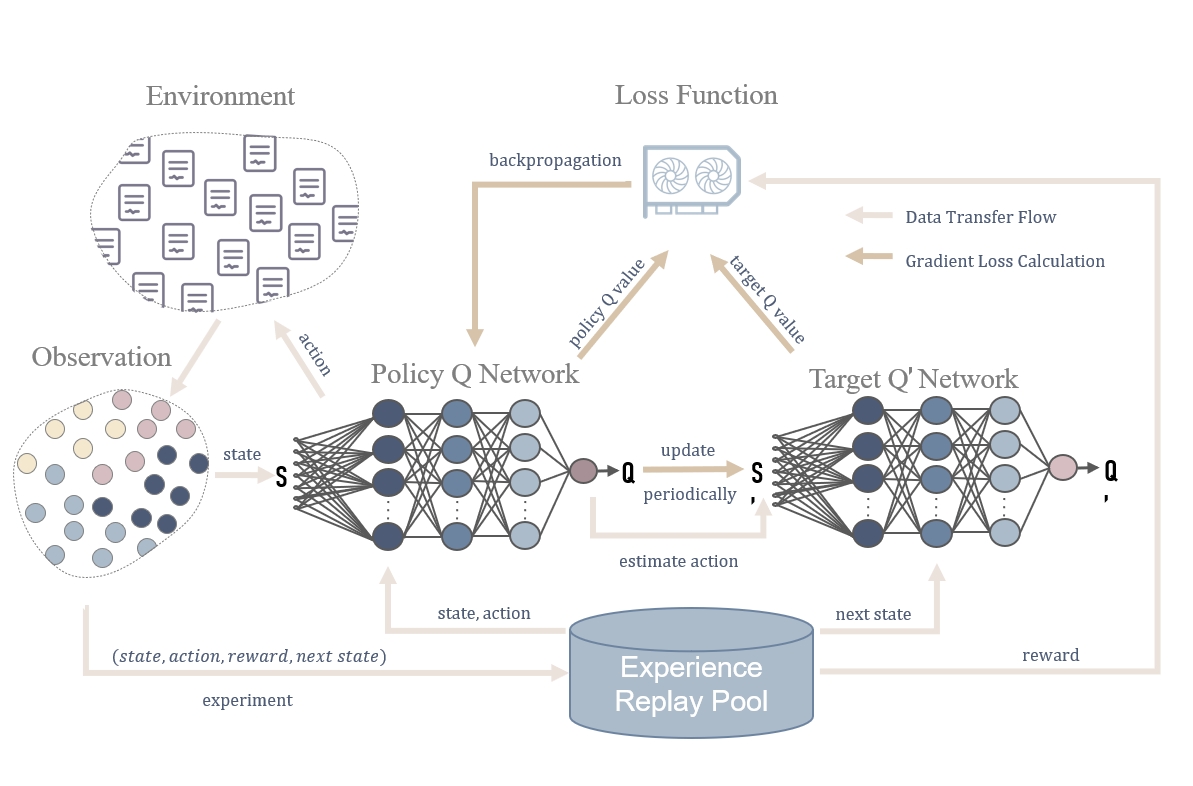 Environment
Loss Function
backpropagation
Data Transfer Flow
Gradient Loss Calculation
policy Q value
target Q value
action
Observation
Policy Q Network
Target Q' Network
state
S
Q
update
periodically
S
'
Q
'
estimate action
state, action
next state
(state, action, reward, next state)
experiment
Experience
Replay Pool
reward